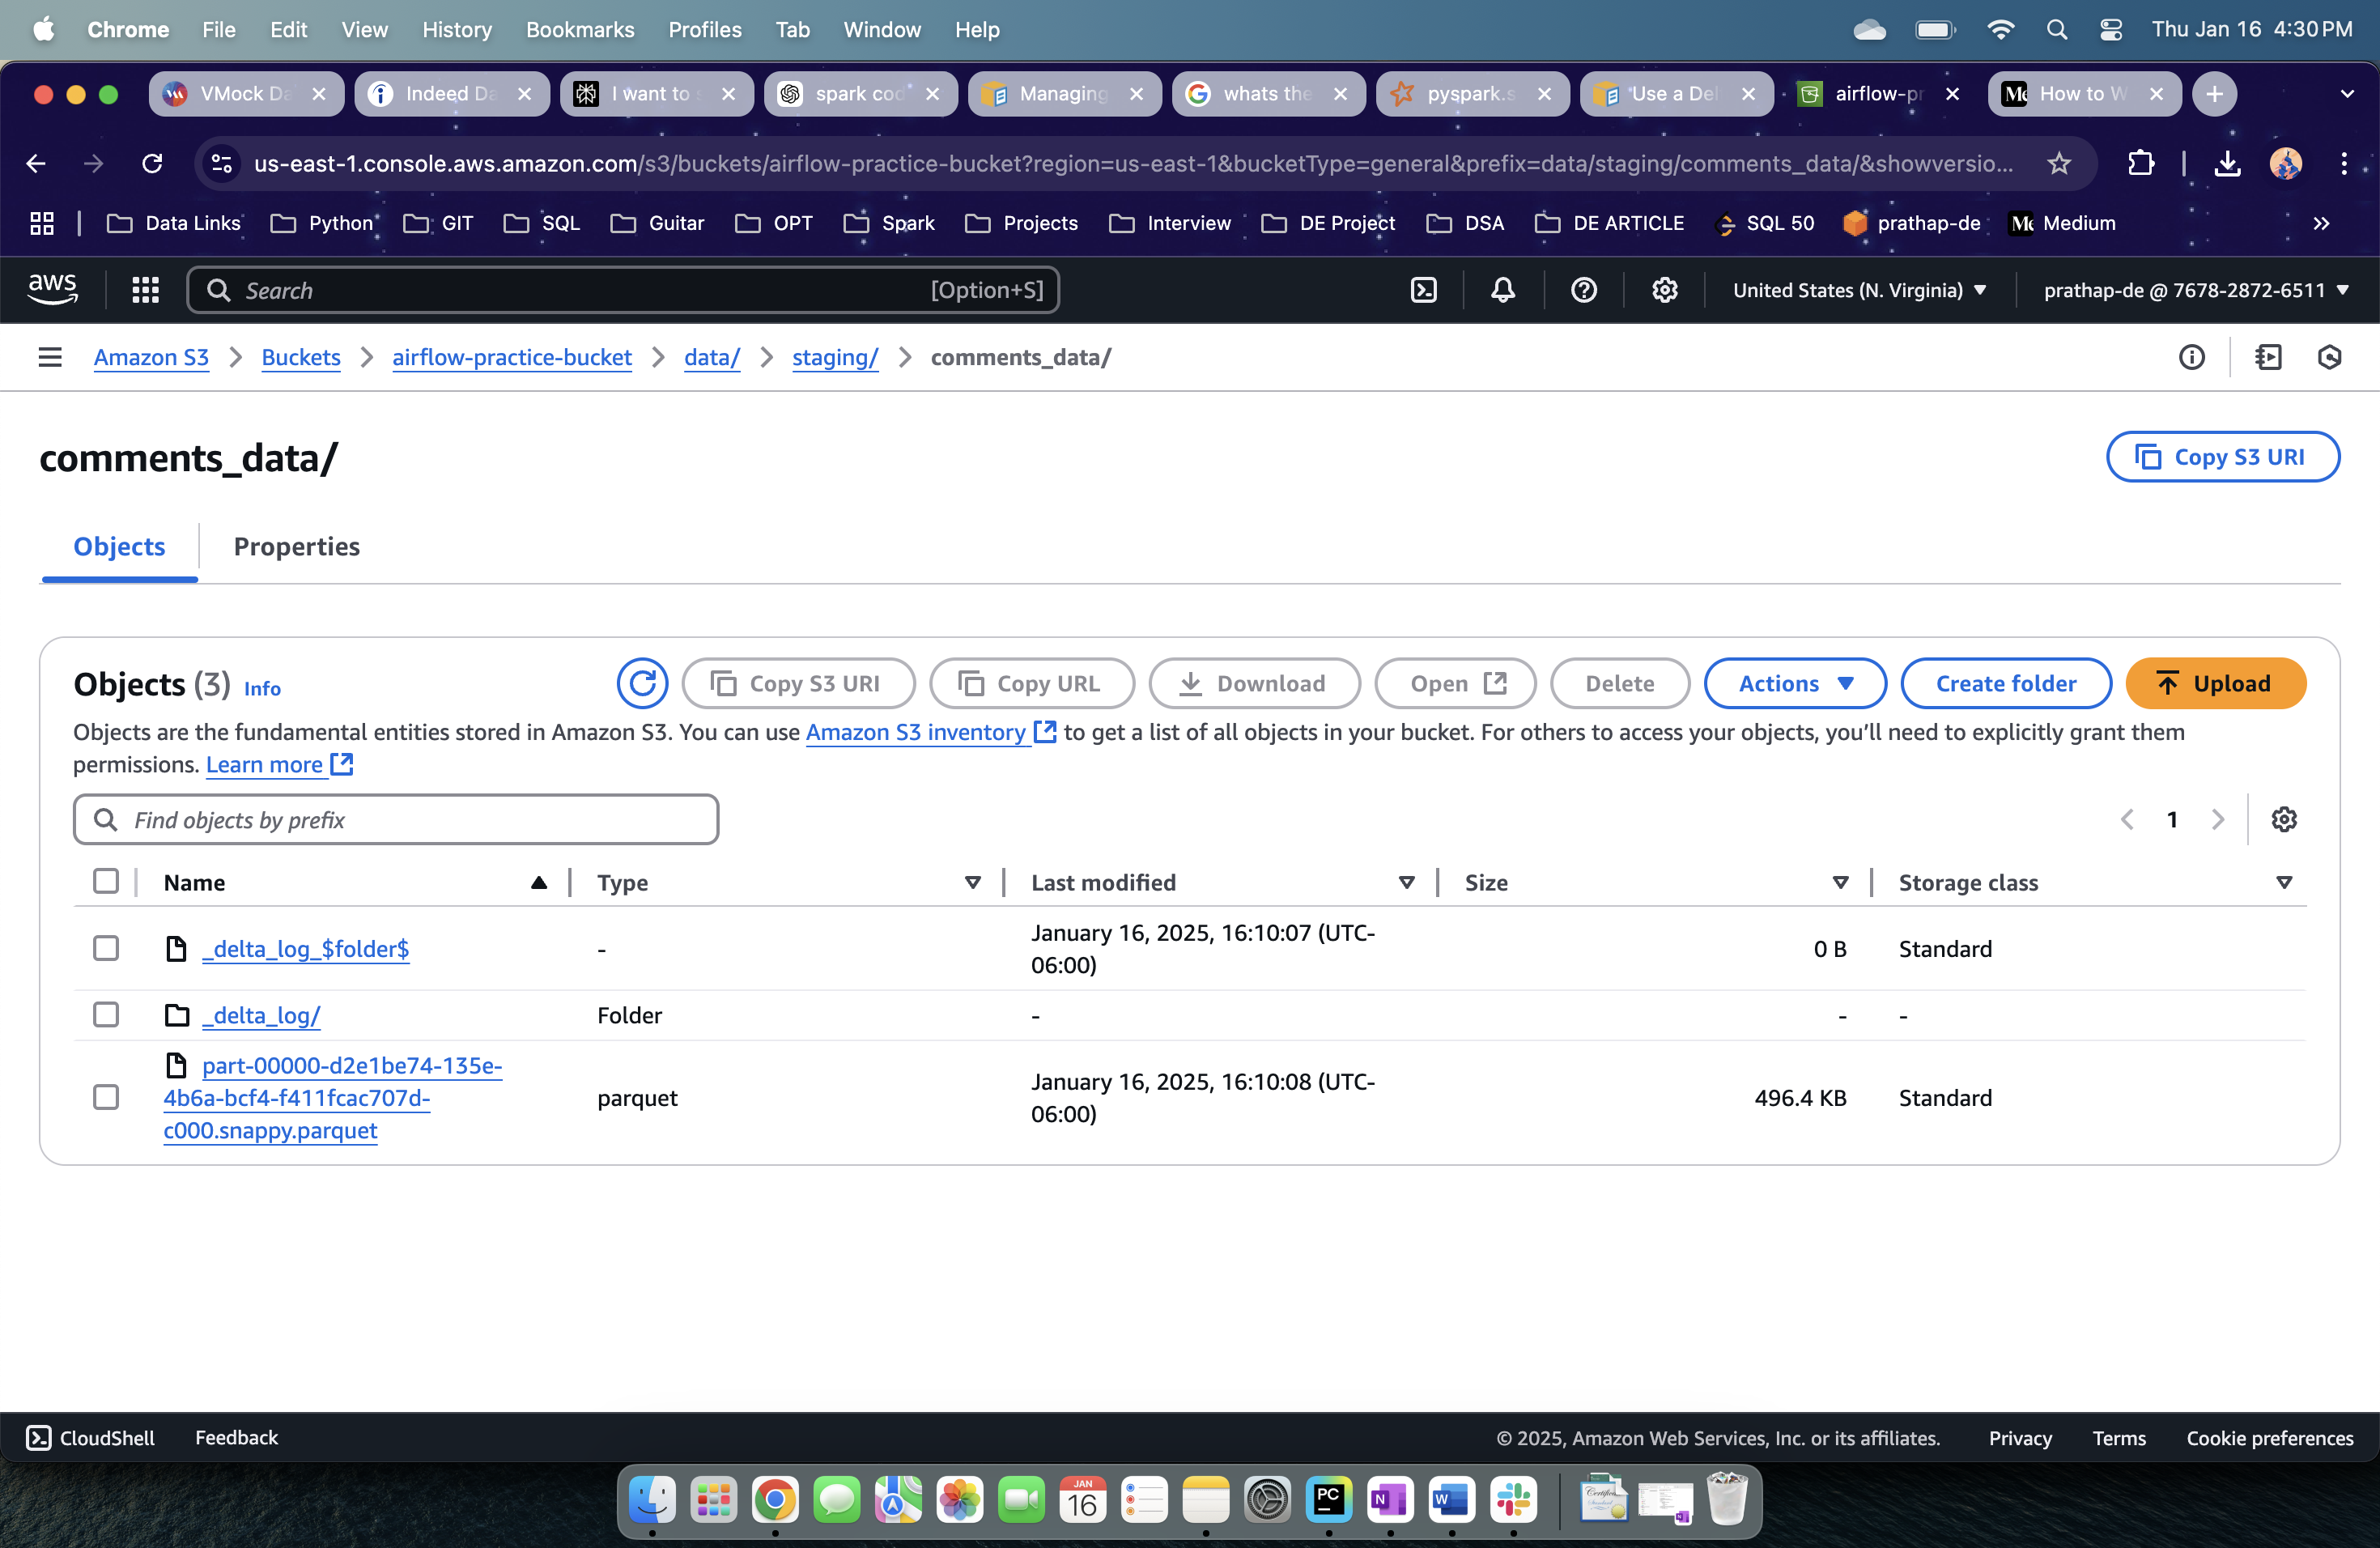 Chrome File Edit View History Bookmarks Profiles Tab Window Help Thu Jan 16 4:30 PM
VMock Da Indeed Da I want to s spark cod Managing whats the pyspark.s Use a Del airflow-pr How to W
us-east-1.console.aws.amazon.com/s3/buckets/airflow-practice-bucket?region=us-east-1&bucketType=general&prefix=data/staging/comments_data/&showversio...
Data Links Python GIT SQL Guitar OPT Spark Projects Interview DE Project DSA DE ARTICLE SQL 50 prathap-de Medium »
aws Search [Option+S] United States (N. Virginia) prathap-de @ 7678-2872-6511
Amazon S3 Buckets airflow-practice-bucket data/ staging/ comments_data/
comments_data/
Copy S3 URI
Objects Properties
Objects (3) Info Copy S3 URI Copy URL Download Open Delete Actions Create folder Upload
Objects are the fundamental entities stored in Amazon S3. You can use Amazon S3 inventory to get a list of all objects in your bucket. For others to access your objects, you’ll need to explicitly grant them
permissions. Learn more
Find objects by prefix
1
Name Type Last modified Size Storage class
_delta_log_$folder$ - January 16, 2025, 16:10:07 (UTC-
06:00) 0 B Standard
_delta_log/ Folder - - -
part-00000-d2e1be74-135e-
4b6a-bcf4-f411fcac707d-
c000.snappy.parquet parquet January 16, 2025, 16:10:08 (UTC-
06:00) 496.4 KB Standard
CloudShell Feedback © 2025, Amazon Web Services, Inc. or its affiliates. Privacy Terms Cookie preferences
JAN
16
PC
N
W